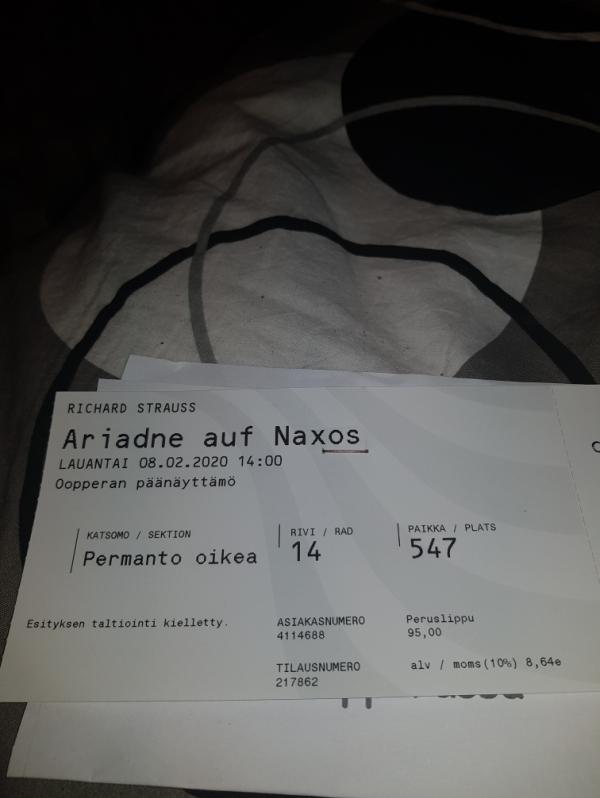 RICHARD STRAUSS
Ariadne auf Naxos
LAUANTAI 08.02.2020 14:00
Oopperan päänäyttämö
KATSOMO / SEKTION
Permanto oikea
RIVI / RAD
14
PAIKKA / PLATS
547
Esityksen taltiointi kielletty.
ASIAKASNUMERO
4114688
Peruslippu
95,00
TILAUSNUMERO
217862
alv / moms(10%) 8,64e